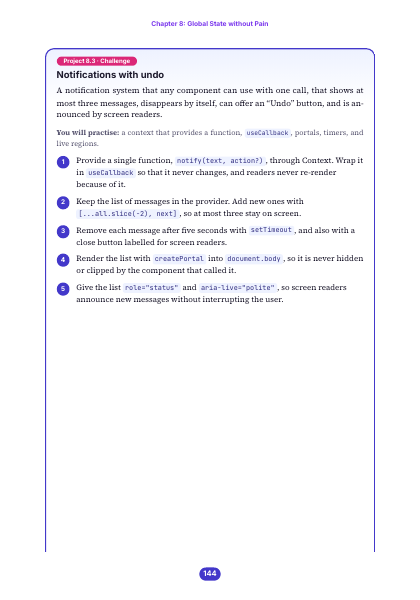 Chapter 8: Global State without Pain
Project 8.3 · Challenge
Notifications with undo
A notification system that any component can use with one call, that shows at
most three messages, disappears by itself, can offer an “Undo” button, and is an-
nounced by screen readers.
You will practise: a context that provides a function, useCallback, portals, timers, and
live regions.
1 Provide a single function, notify(text, action?), through Context. Wrap it
in useCallback so that it never changes, and readers never re-render
because of it.
2 Keep the list of messages in the provider. Add new ones with
[...all.slice(-2), next], so at most three stay on screen.
3 Remove each message after five seconds with setTimeout, and also with a
close button labelled for screen readers.
4 Render the list with createPortal into document.body, so it is never hidden
or clipped by the component that called it.
5 Give the list role="status" and aria-live="polite", so screen readers
announce new messages without interrupting the user.
144